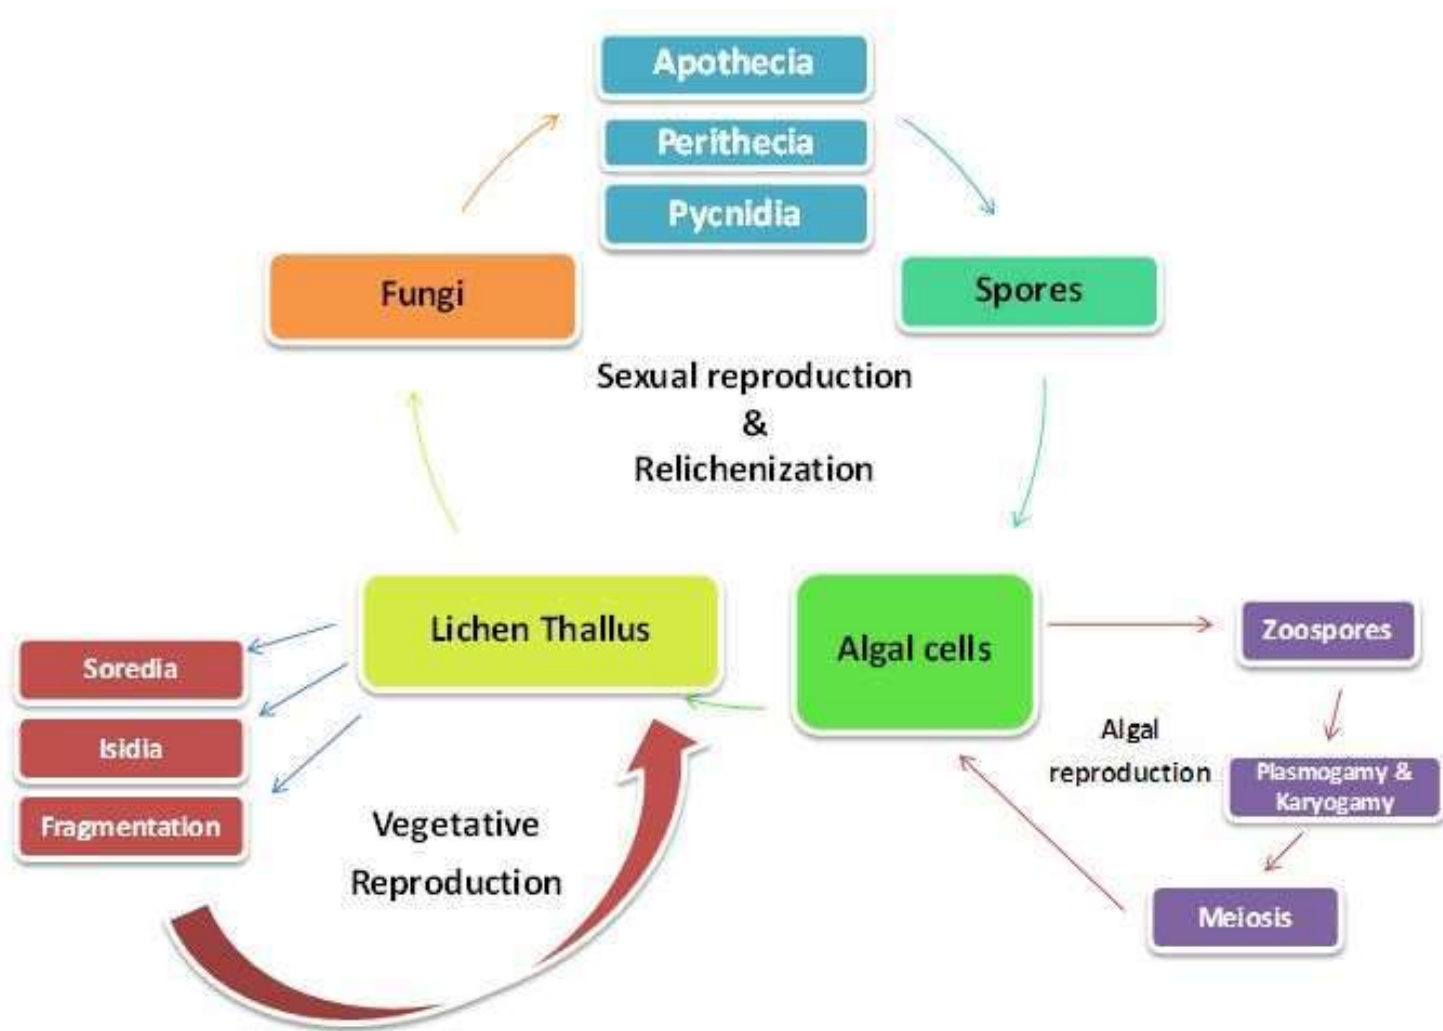 Apothecia
Perithecia
Pycnidia
Fungi
Spores
Sexual reproduction
&
Relichenization
Lichen Thallus
Algal cells
Zoospores
Soredia
Isidia
Fragmentation
Algal
reproduction
Plasmogamy &
Karyogamy
Vegetative
Reproduction
Meiosis